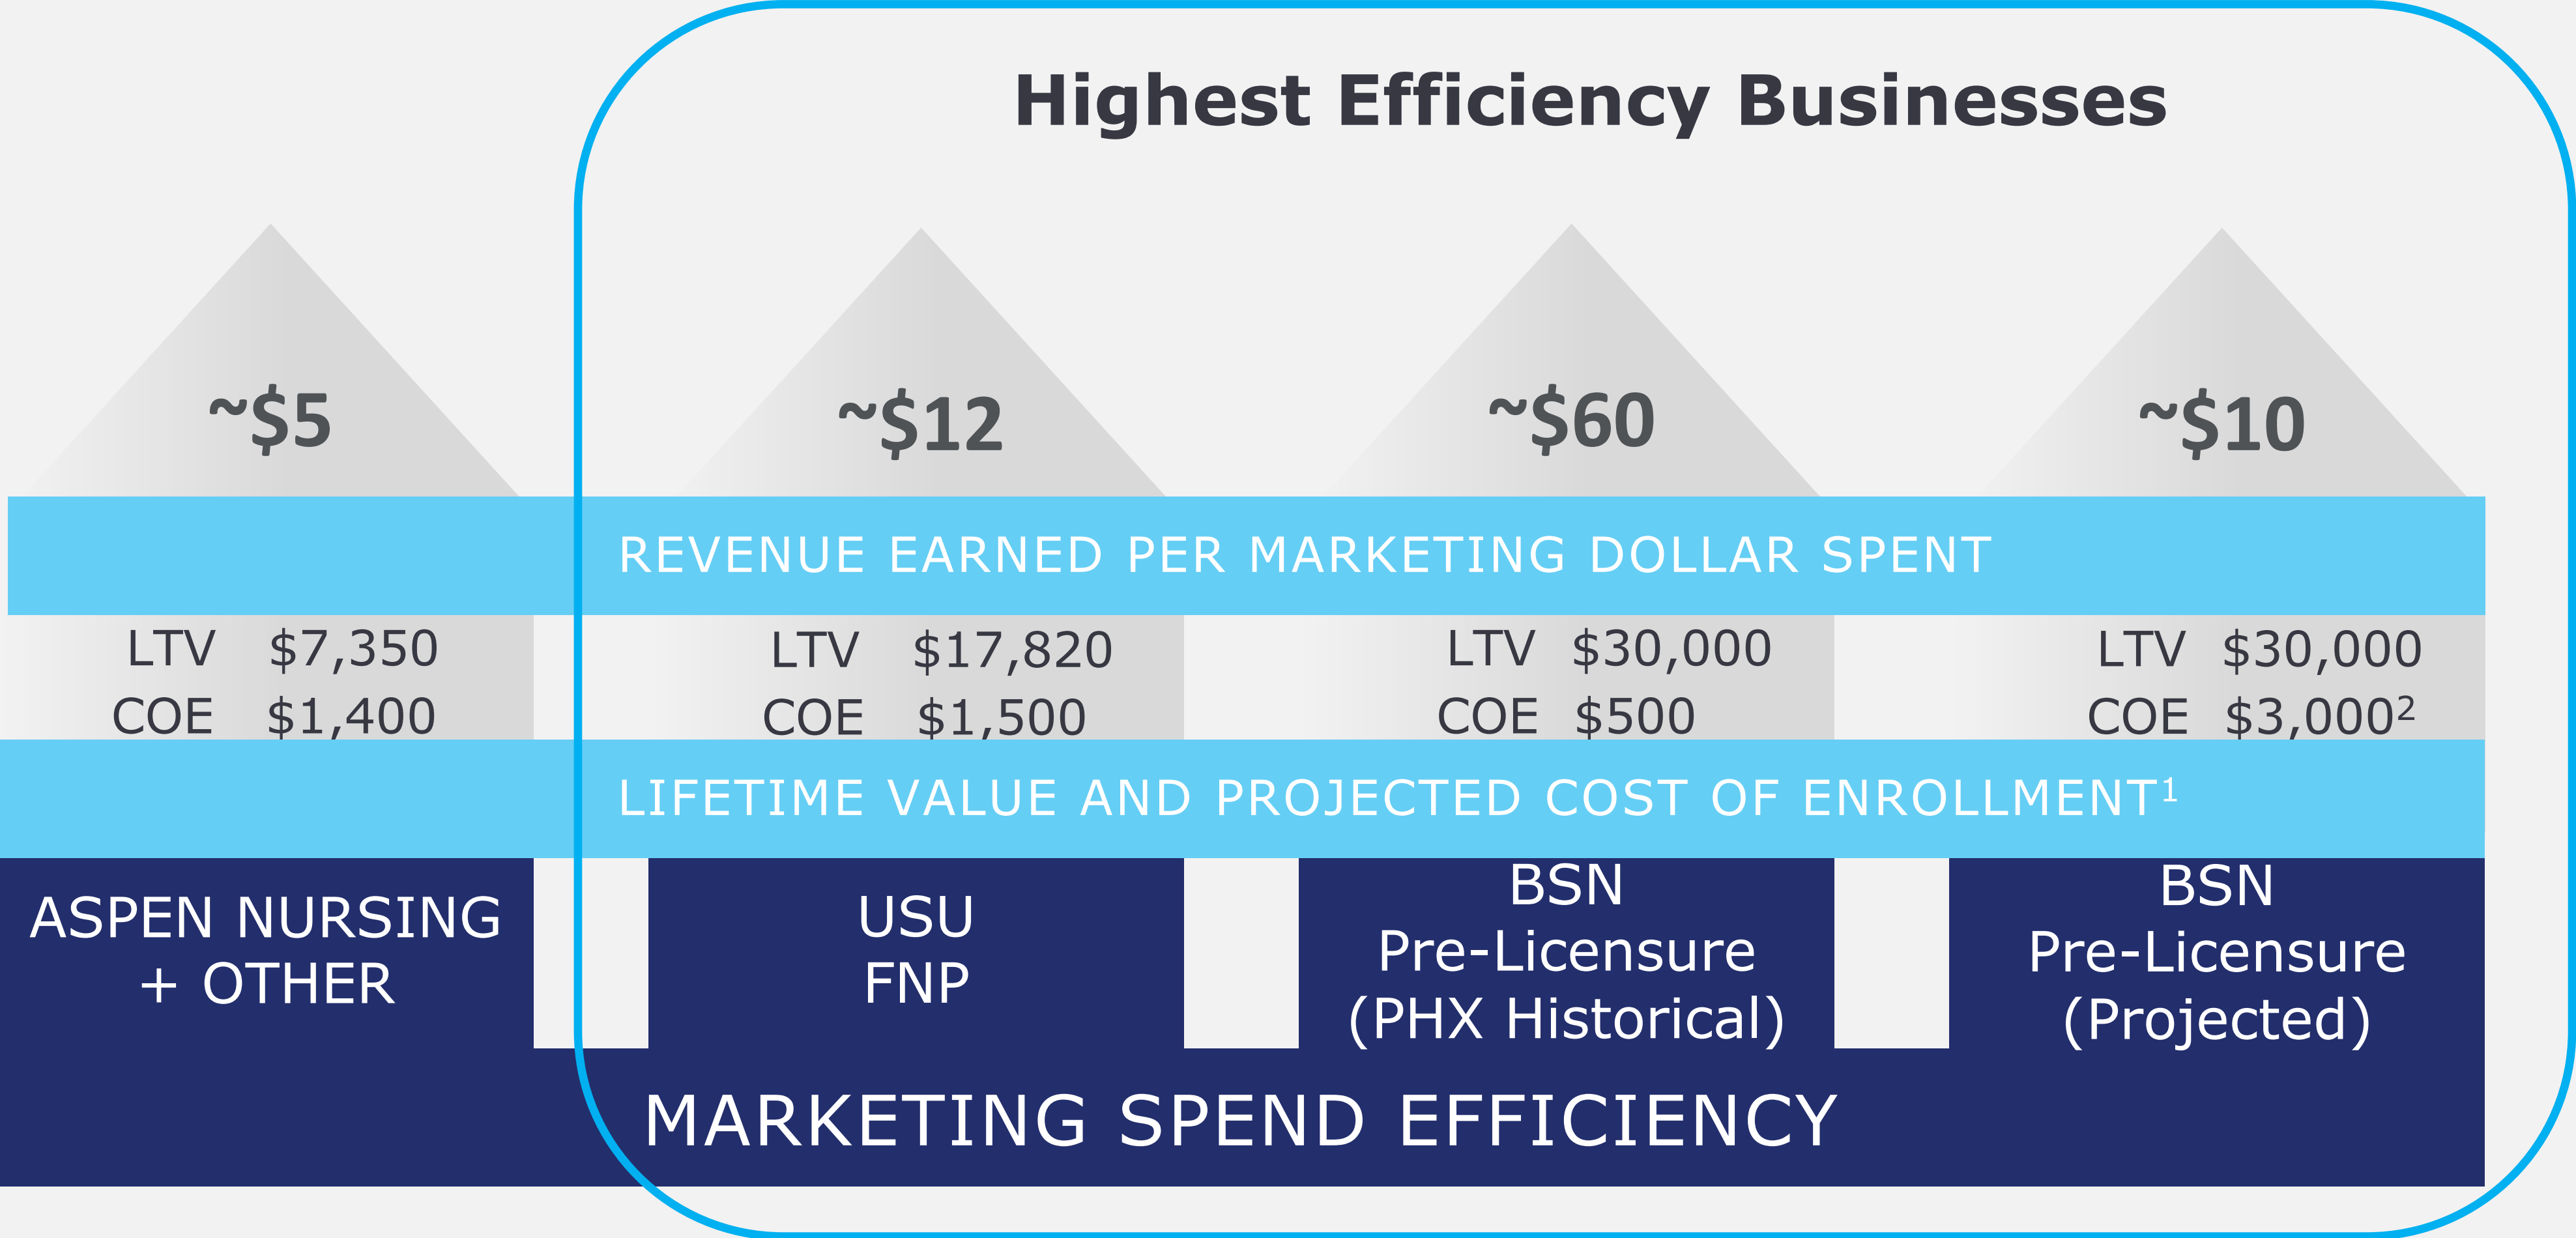 Highest Efficiency Businesses
~$5 ~$12 ~$60 ~$10
REVENUE EARNED PER MARKETING DOLLAR SPENT
LTV $7,350 LTV $17,820 LTV $30,000 LTV $30,000
COE $1,400 COE $1,500 COE $500 COE $3,000²
LIFETIME VALUE AND PROJECTED COST OF ENROLLMENT¹
ASPEN NURSING
+ OTHER
USU
FNP
BSN
Pre-Licensure
(PHX Historical)
BSN
Pre-Licensure
(Projected)
MARKETING SPEND EFFICIENCY